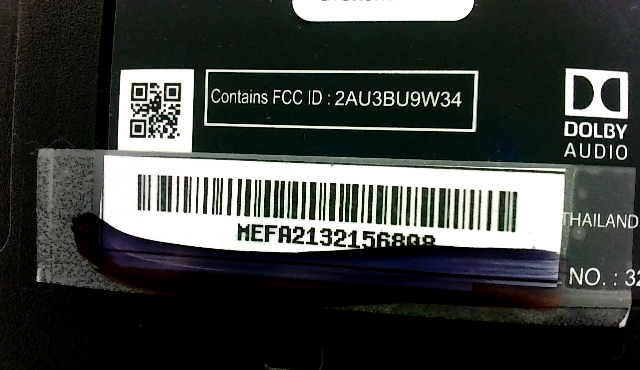 Contains FCC ID : 2AU3BU9W34
DOLBY
AUDIO
THAILAND
MEFA2132156808
NO. : 32